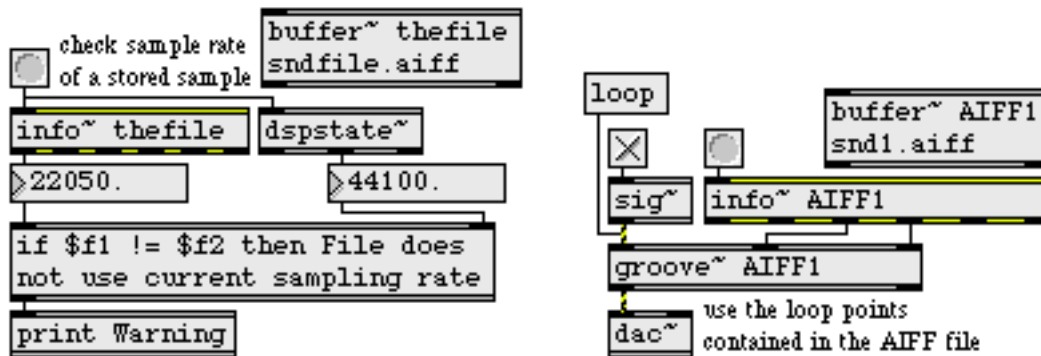 check sample rate
of a stored sample
buffer~ thefile
sndfile.aiff
info~ thefile
dspstate~
22050.
44100.
if $f1 != $f2 then File does
not use current sampling rate
print Warning
loop
buffer~ AIFF1
snd1.aiff
sig~
info~ AIFF1
groove~ AIFF1
dac~
use the loop points
contained in the AIFF file